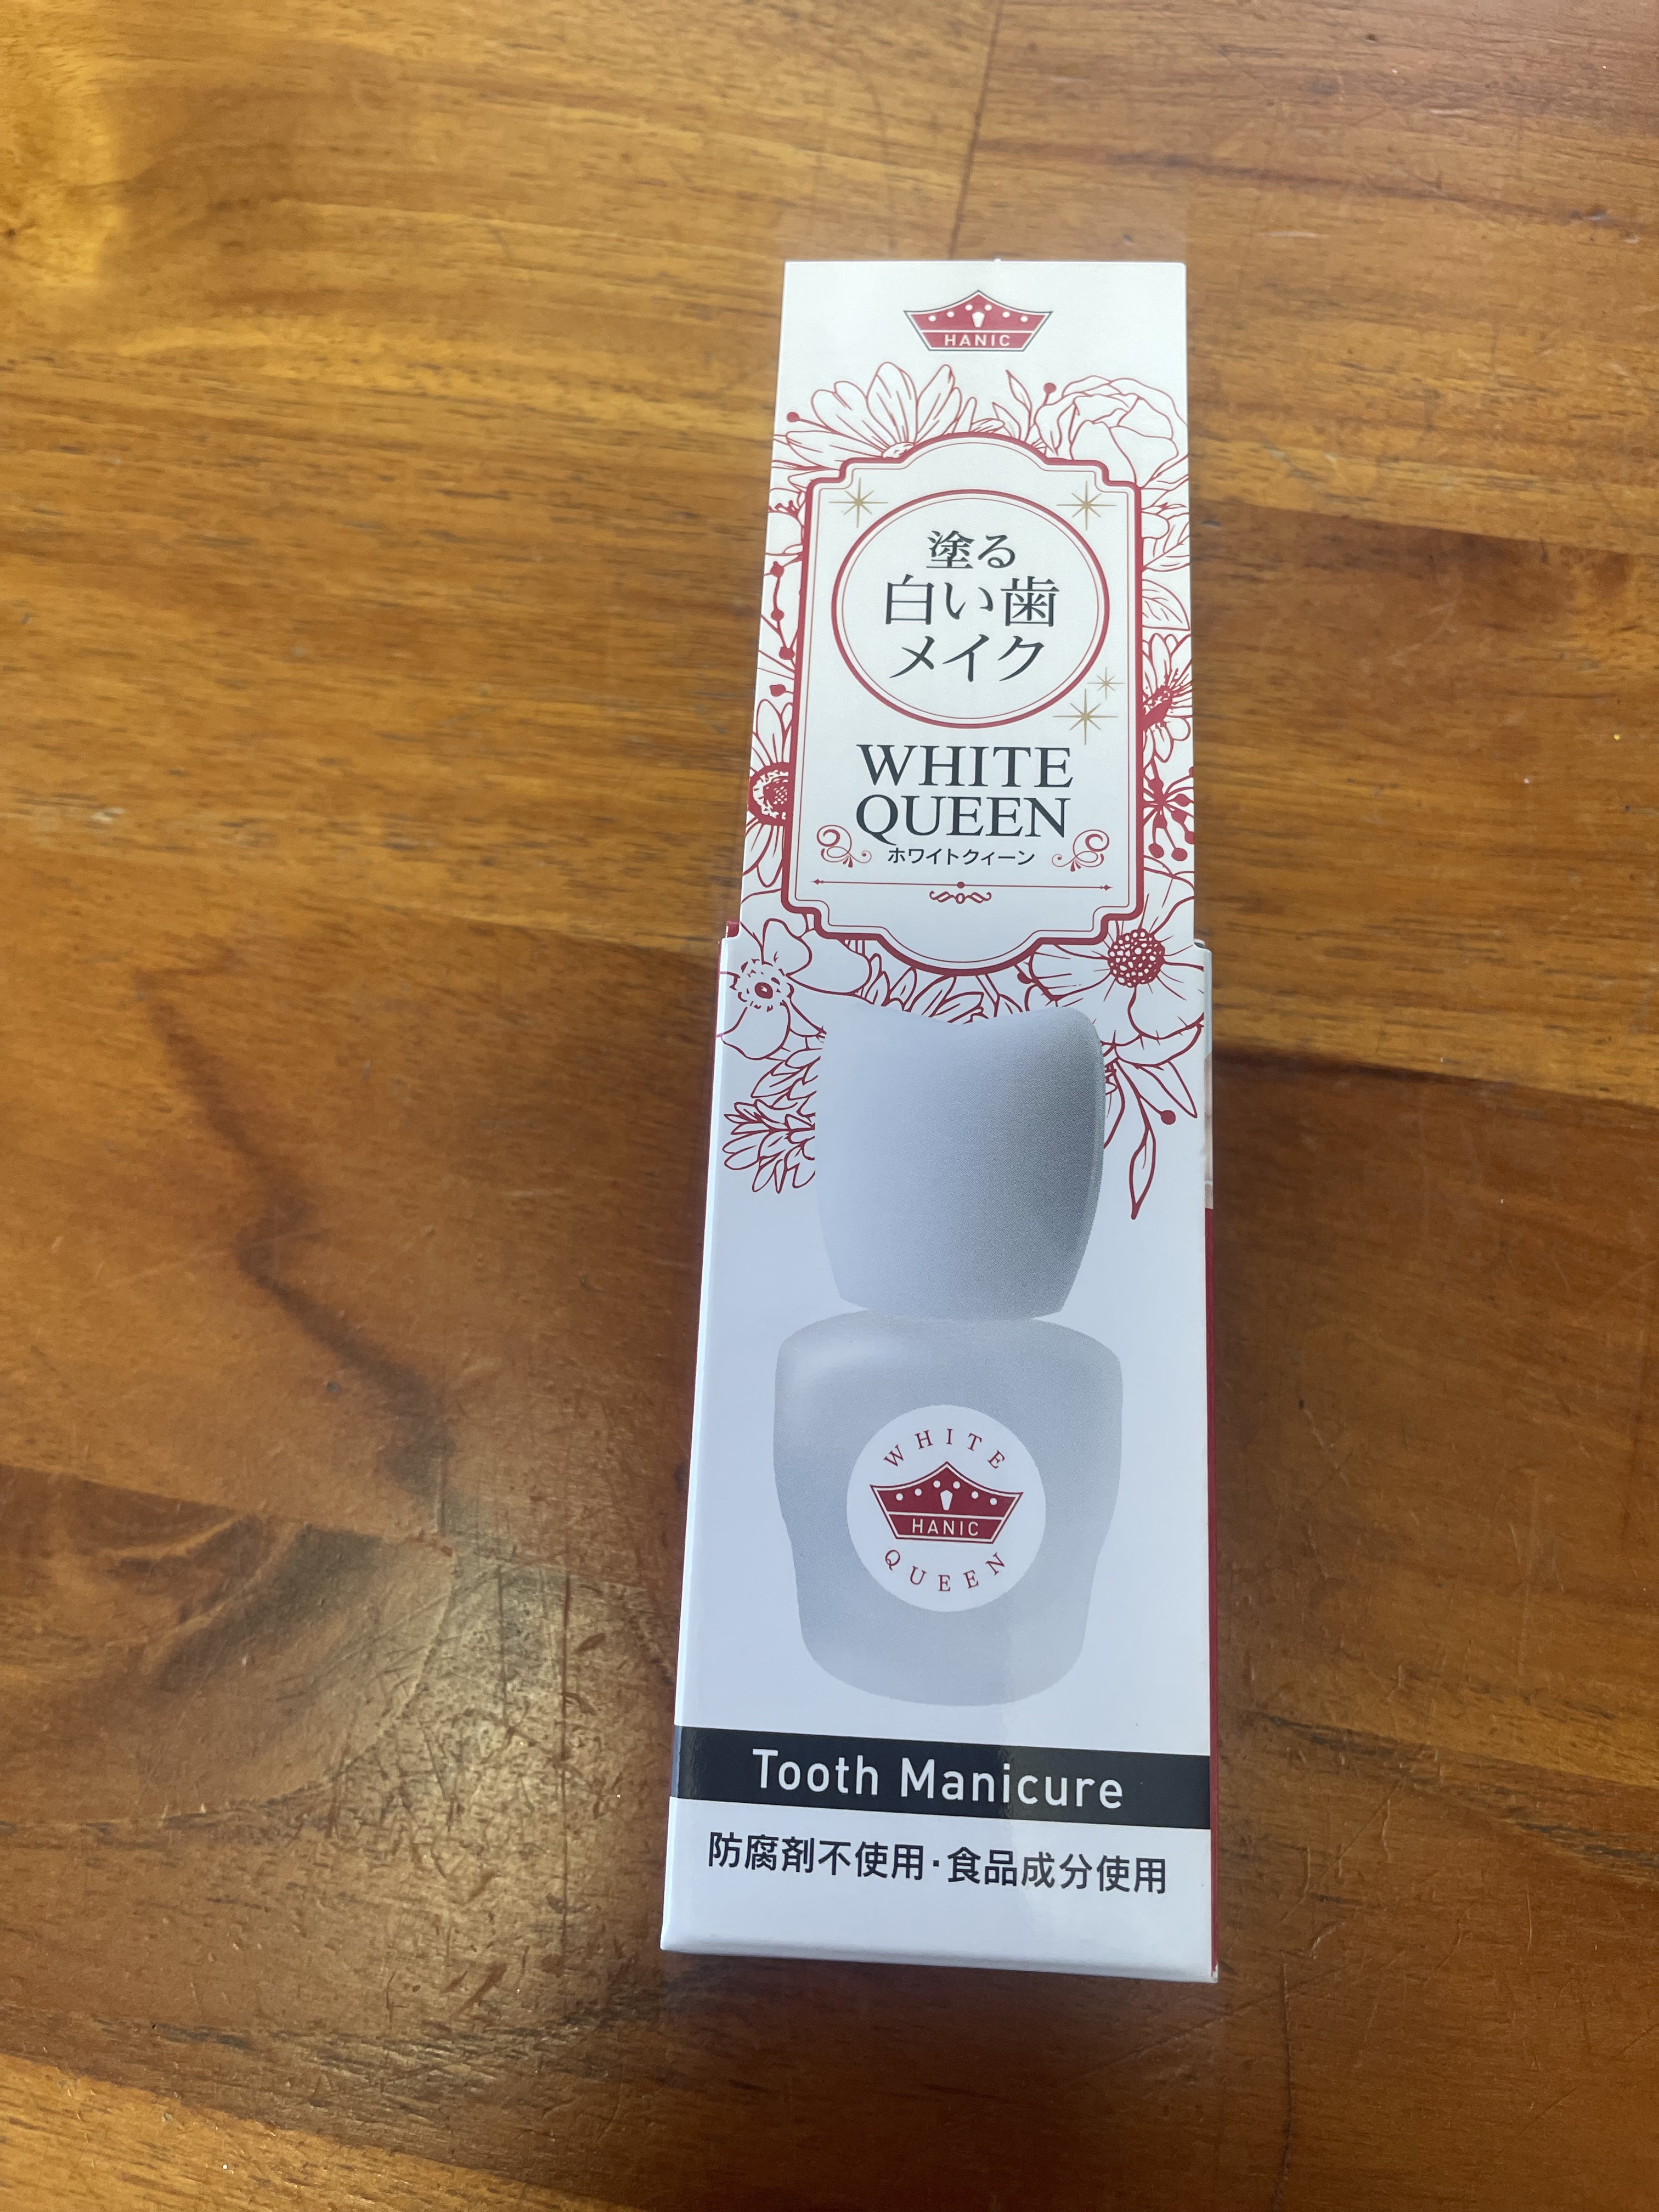 HANIC
塗る
白い歯
メイク
WHITE
QUEEN
ホワイトクィーン
WHITE
HANIC
QUEEN
Tooth Manicure
防腐剤不使用・食品成分使用